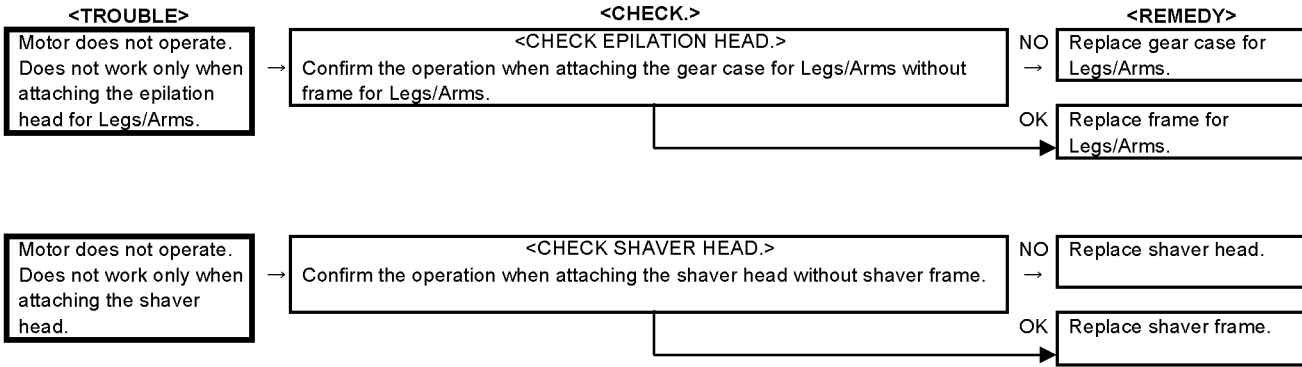 <TROUBLE>
<CHECK.>
<REMEDY>
Motor does not operate.
Does not work only when
attaching the epilation
head for Legs/Arms.
→
<CHECK EPILATION HEAD.>
Confirm the operation when attaching the gear case for Legs/Arms without
frame for Legs/Arms.
NO
→
Replace gear case for
Legs/Arms.
OK
Replace frame for
Legs/Arms.
Motor does not operate.
Does not work only when
attaching the shaver
head.
→
<CHECK SHAVER HEAD.>
Confirm the operation when attaching the shaver head without shaver frame.
NO
→
Replace shaver head.
OK
Replace shaver frame.